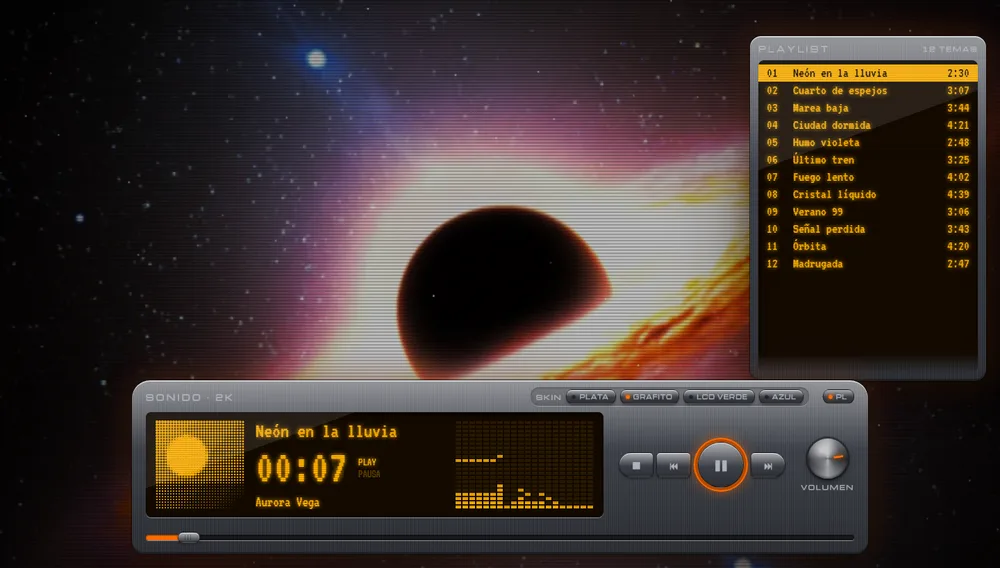 PLAYLIST 12 TEMAS
01 Neón en la lluvia 2:30
02 Cuarto de espejos 3:07
03 Marea baja 3:44
04 Ciudad dormida 4:21
05 Humo violeta 2:48
06 Último tren 3:25
07 Fuego lento 4:02
08 Cristal líquido 4:39
09 Verano 99 3:06
10 Señal perdida 3:43
11 Órbita 4:20
12 Madrugada 2:47
SONIDO · 2K SKIN PLATA GRAFITO LCD VERDE AZUL PL
Neón en la lluvia
00:07 PLAY
PAUSA
Aurora Vega
VOLUMEN